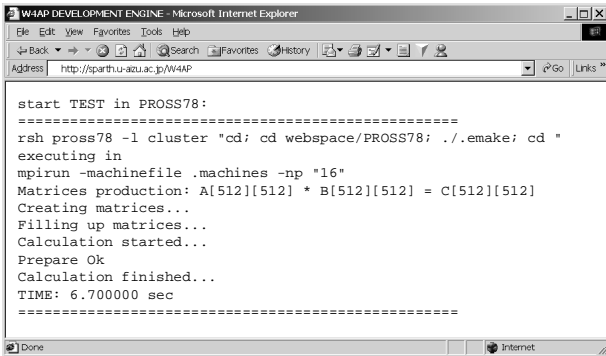 W4AP DEVELOPMENT ENGINE - Microsoft Internet Explorer
File Edit View Favorites Tools Help
Back Search Favorites History
Address http://sparth.u-aizu.ac.jp/W4AP Go Links »
start TEST in PROSS78:
===================================================
rsh pross78 -l cluster "cd; cd webspace/PROSS78; ./.emake; cd "
executing in
mpirun -machinefile .machines -np "16"
Matrices production: A[512][512] * B[512][512] = C[512][512]
Creating matrices...
Filling up matrices...
Calculation started...
Prepare Ok
Calculation finished...
TIME: 6.700000 sec
===================================================
Done Internet